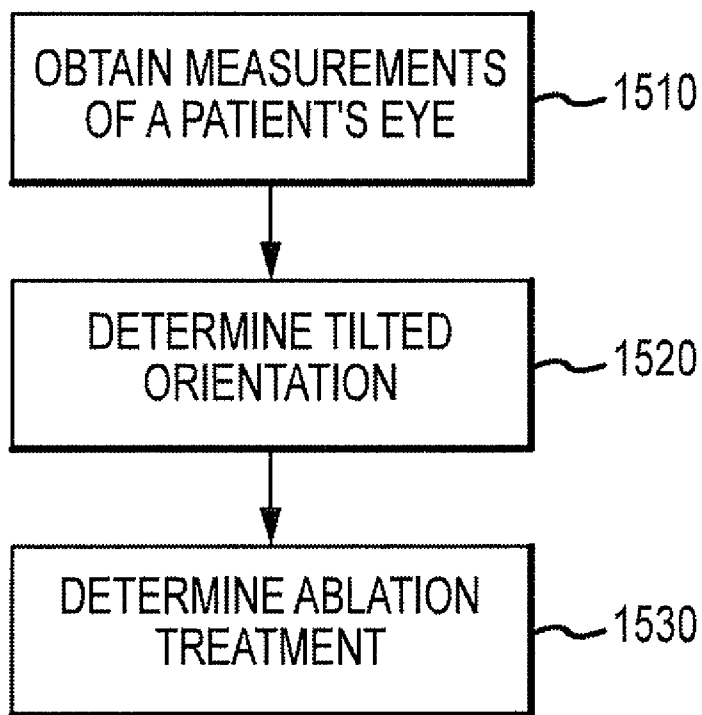 OBTAIN MEASUREMENTS
OF A PATIENT'S EYE
1510
DETERMINE TILTED
ORIENTATION
1520
DETERMINE ABLATION
TREATMENT
1530